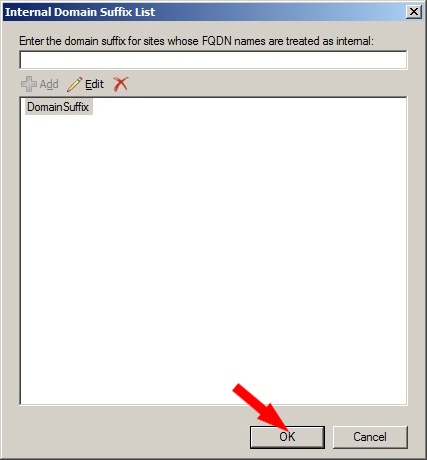 Internal Domain Suffix List
Enter the domain suffix for sites whose FQDN names are treated as internal:
Add Edit
DomainSuffix
OK Cancel